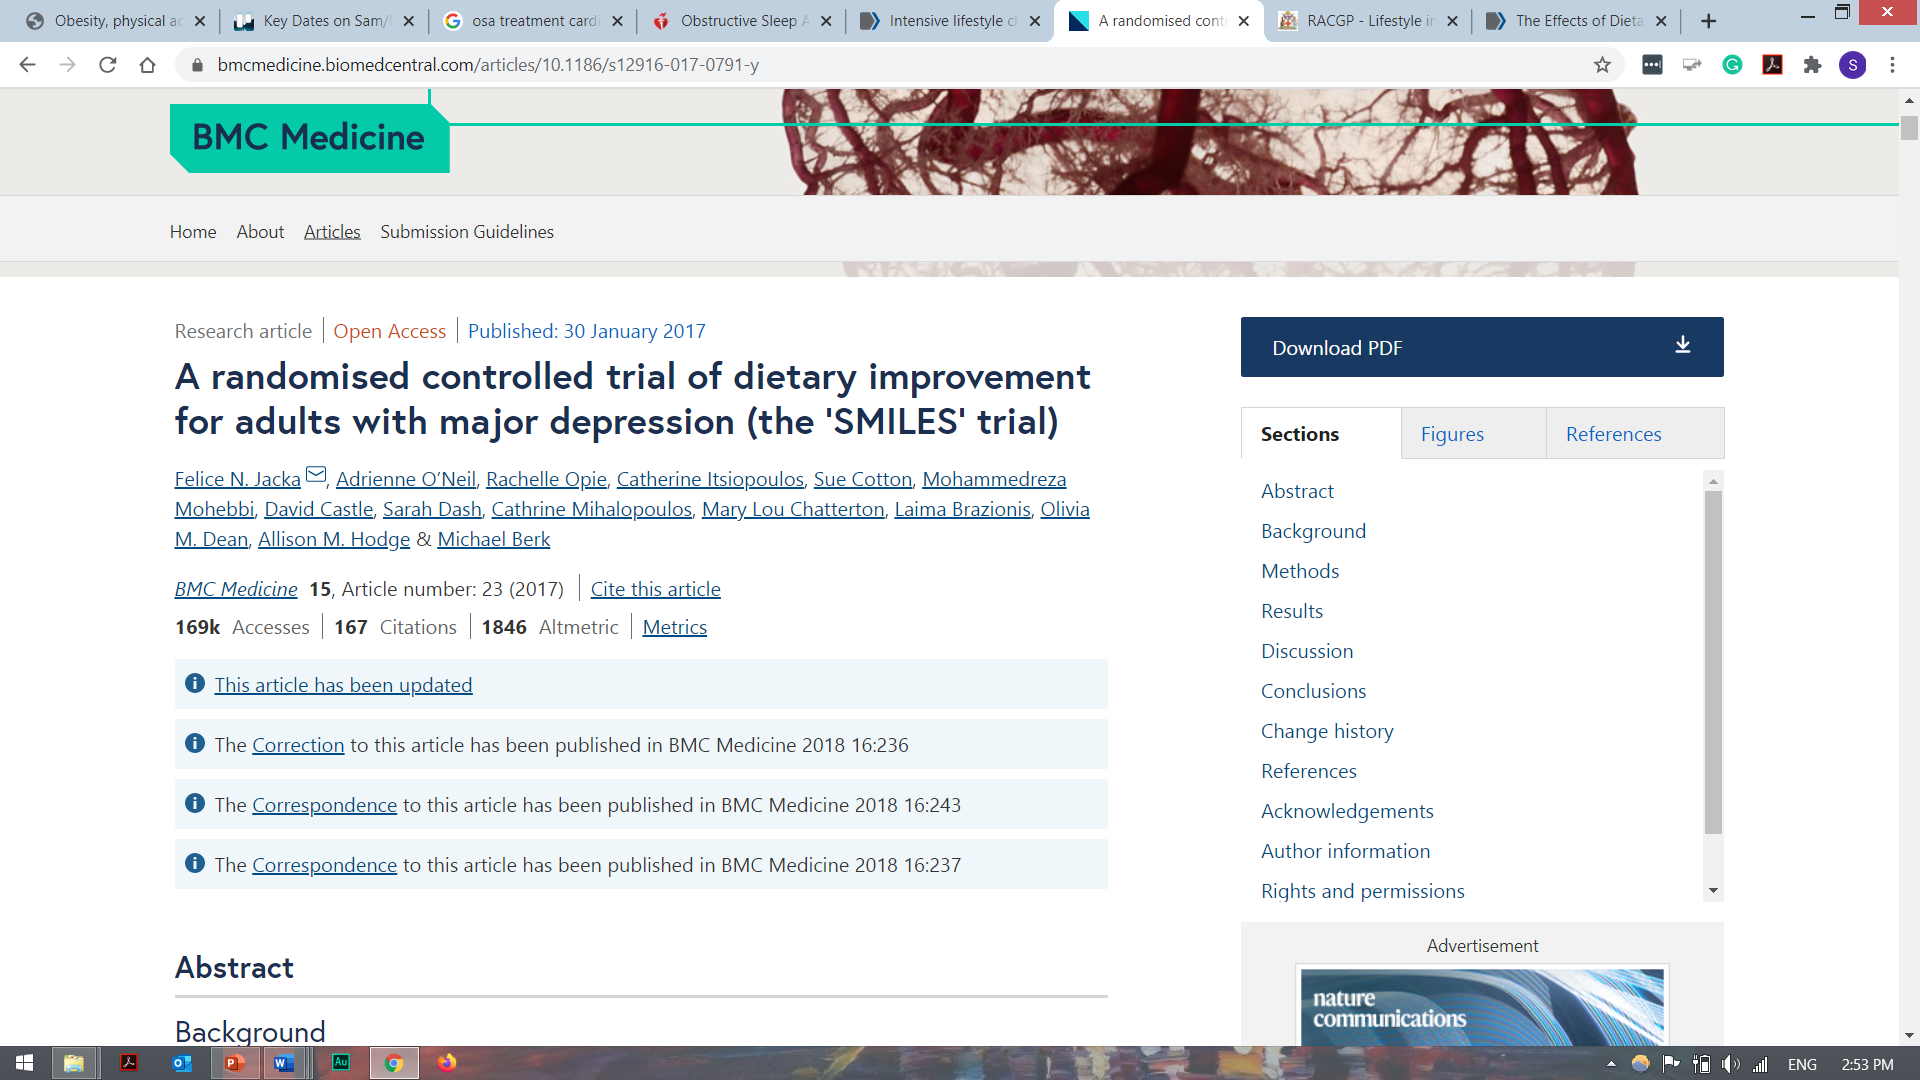 Obesity, physical ac
Key Dates on Sam/
osa treatment cardi
Obstructive Sleep A
Intensive lifestyle ch
A randomised cont
RACGP - Lifestyle in
The Effects of Dieta
bmcmedicine.biomedcentral.com/articles/10.1186/s12916-017-0791-y
S
BMC Medicine
Home About Articles Submission Guidelines
Research article Open Access Published: 30 January 2017
A randomised controlled trial of dietary improvement
for adults with major depression (the 'SMILES' trial)
Felice N. Jacka, Adrienne O'Neil, Rachelle Opie, Catherine Itsiopoulos, Sue Cotton, Mohammedreza
Mohebbi, David Castle, Sarah Dash, Cathrine Mihalopoulos, Mary Lou Chatterton, Laima Brazionis, Olivia
M. Dean, Allison M. Hodge & Michael Berk
BMC Medicine 15, Article number: 23 (2017) Cite this article
169k Accesses 167 Citations 1846 Altmetric Metrics
This article has been updated
The Correction to this article has been published in BMC Medicine 2018 16:236
The Correspondence to this article has been published in BMC Medicine 2018 16:243
The Correspondence to this article has been published in BMC Medicine 2018 16:237
Abstract
Background
Download PDF
Sections Figures References
Abstract
Background
Methods
Results
Discussion
Conclusions
Change history
References
Acknowledgements
Author information
Rights and permissions
Advertisement
nature
communications
Au
ENG 2:53 PM